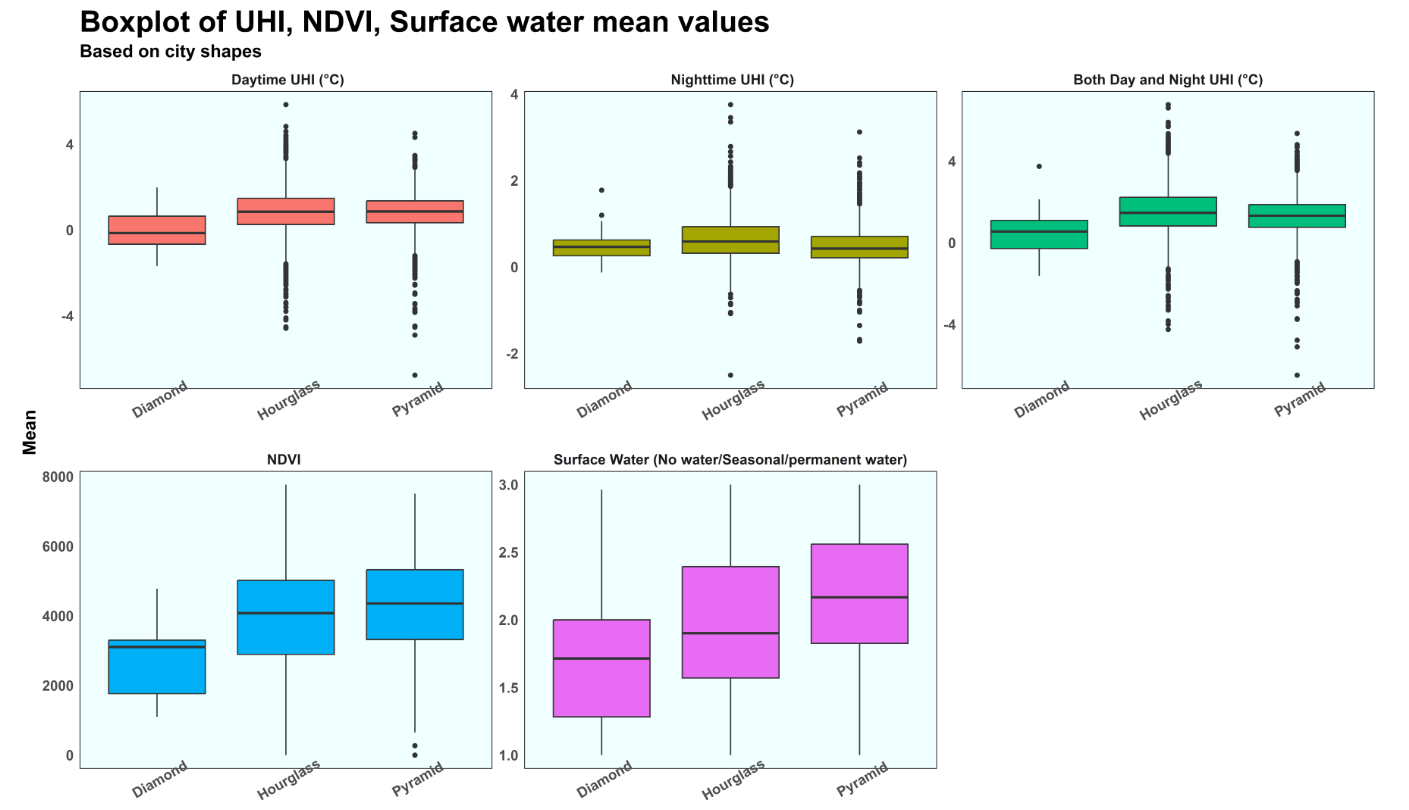 Boxplot of UHI, NDVI, Surface water mean values
Based on city shapes
Daytime UHI (°C)
4
0
-4
Diamond
Hourglass
Pyramid
Nighttime UHI (°C)
4
2
0
-2
Diamond
Hourglass
Pyramid
Both Day and Night UHI (°C)
4
0
-4
Diamond
Hourglass
Pyramid
Mean
NDVI
8000
6000
4000
2000
0
Diamond
Hourglass
Pyramid
Surface Water (No water/Seasonal/permanent water)
3.0
2.5
2.0
1.5
1.0
Diamond
Hourglass
Pyramid